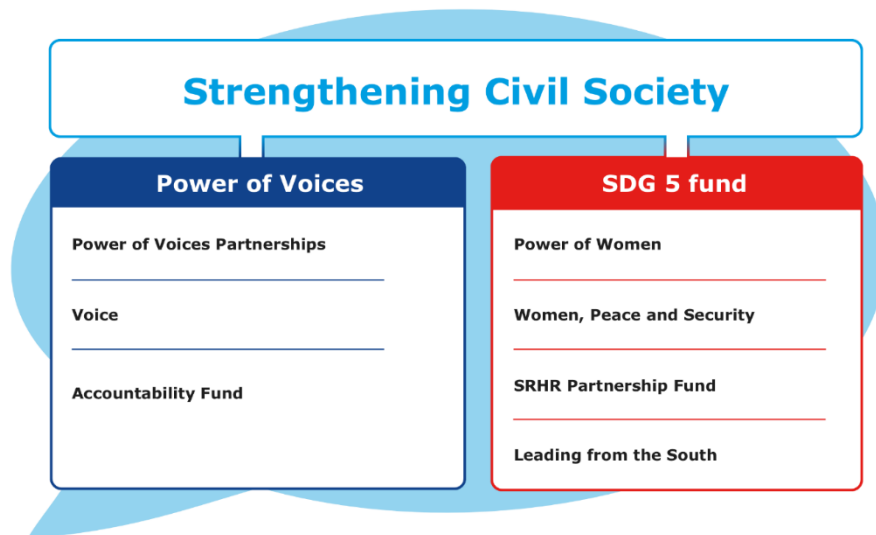 Strengthening Civil Society
Power of Voices
Power of Voices Partnerships
Voice
Accountability Fund
SDG 5 fund
Power of Women
Women, Peace and Security
SRHR Partnership Fund
Leading from the South